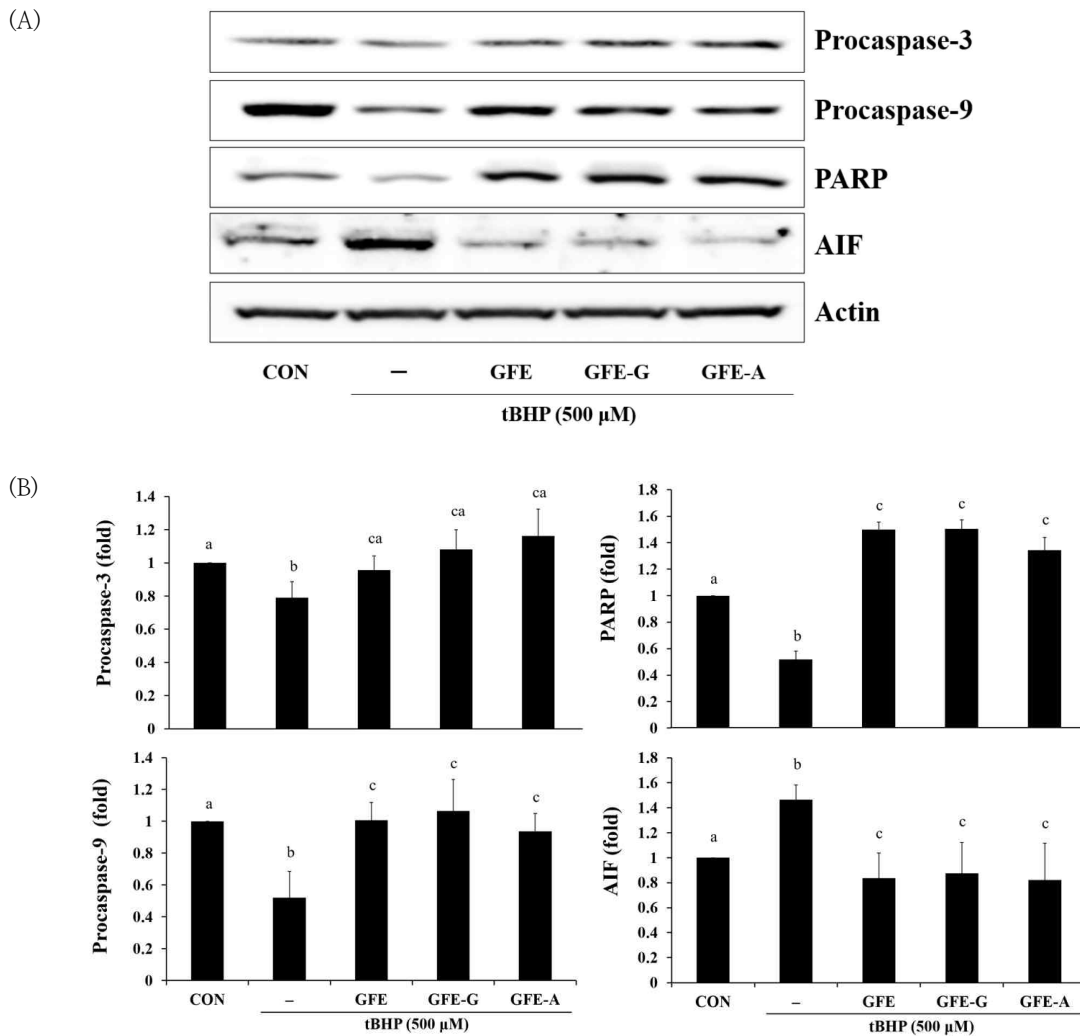 (A)
Procaspase-3
Procaspase-9
PARP
AIF
Actin
CON – GFE GFE-G GFE-A
tBHP (500 μM)
(B)
Procaspase-3 (fold)
1.4
1.2
1
0.8
0.6
0.4
0.2
0
a b ca ca ca
PARP (fold)
1.8
1.6
1.4
1.2
1
0.8
0.6
0.4
0.2
0
a b c c c
Procaspase-9 (fold)
1.4
1.2
1
0.8
0.6
0.4
0.2
0
a b c c c
CON – GFE GFE-G GFE-A
tBHP (500 μM)
AIF (fold)
1.8
1.6
1.4
1.2
1
0.8
0.6
0.4
0.2
0
a b c c c
CON – GFE GFE-G GFE-A
tBHP (500 μM)